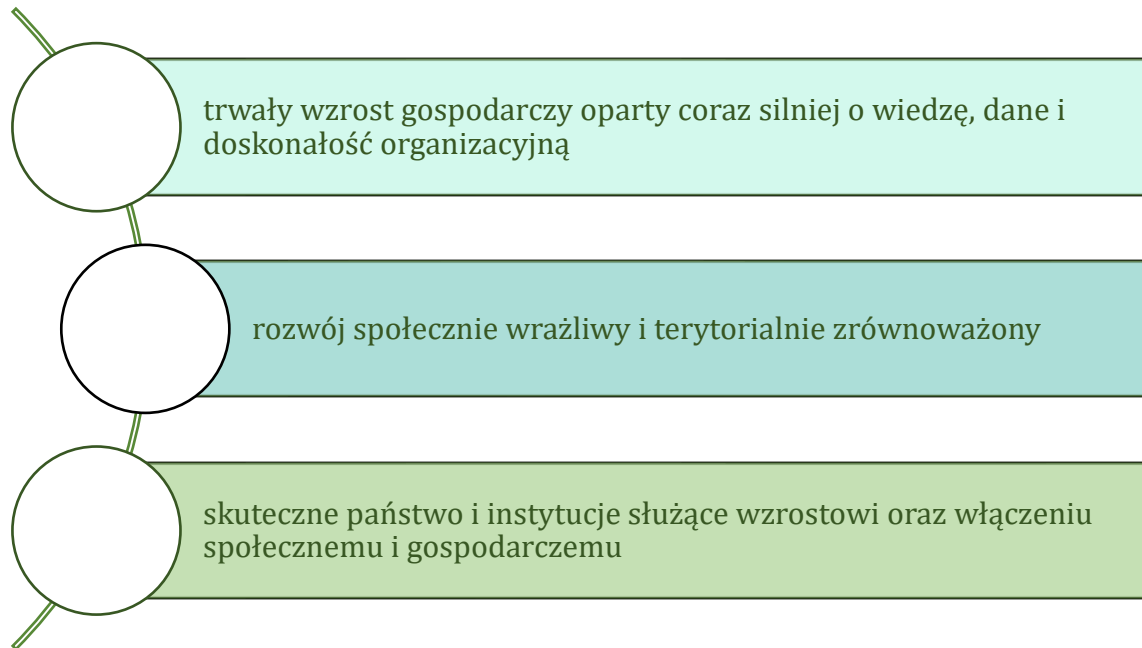 trwały wzrost gospodarczy oparty coraz silniej o wiedzę, dane i
doskonałość organizacyjną
rozwój społecznie wrażliwy i terytorialnie zrównoważony
skuteczne państwo i instytucje służące wzrostowi oraz włączeniu
społecznemu i gospodarczemu